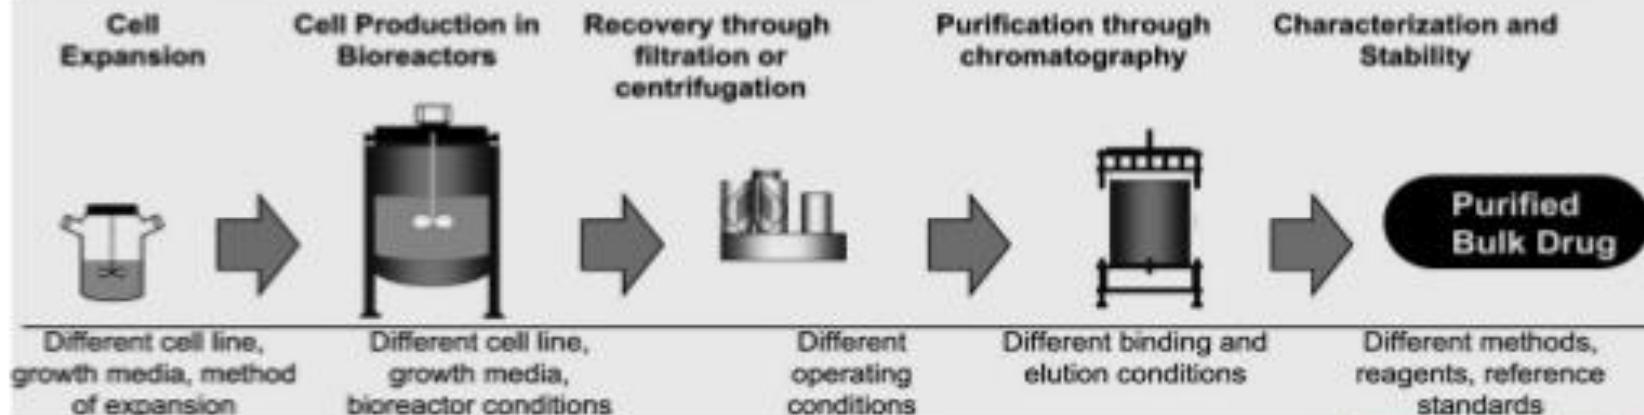 Cell
Expansion
Cell Production in
Bioreactors
Recovery through
filtration or
centrifugation
Purification through
chromatography
Characterization and
Stability
Purified
Bulk Drug
Different cell line,
growth media, method
of expansion
Different cell line,
growth media,
bioreactor conditions
Different
operating
conditions
Different binding and
elution conditions
Different methods,
reagents, reference
standards